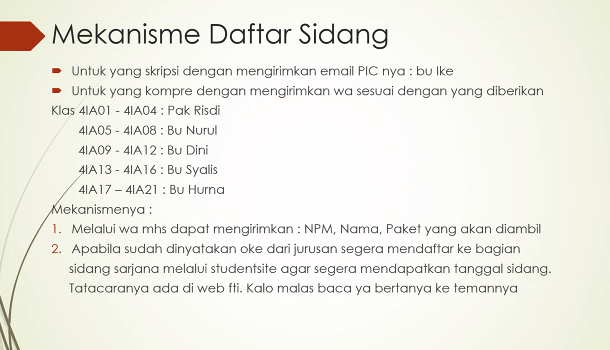 Mekanisme Daftar Sidang
Untuk yang skripsi dengan mengirimkan email PIC nya : bu Ike
Untuk yang kompre dengan mengirimkan wa sesuai dengan yang diberikan
Klas 4IA01 - 4IA04 : Pak Risdi
4IA05 - 4IA08 : Bu Nurul
4IA09 - 4IA12 : Bu Dini
4IA13 - 4IA16 : Bu Syalis
4IA17 – 4IA21 : Bu Hurna
Mekanismenya :
1. Melalui wa mhs dapat mengirimkan : NPM, Nama, Paket yang akan diambil
2. Apabila sudah dinyatakan oke dari jurusan segera mendaftar ke bagian
sidang sarjana melalui studentsite agar segera mendapatkan tanggal sidang.
Tatacaranya ada di web fti. Kalo malas baca ya bertanya ke temannya